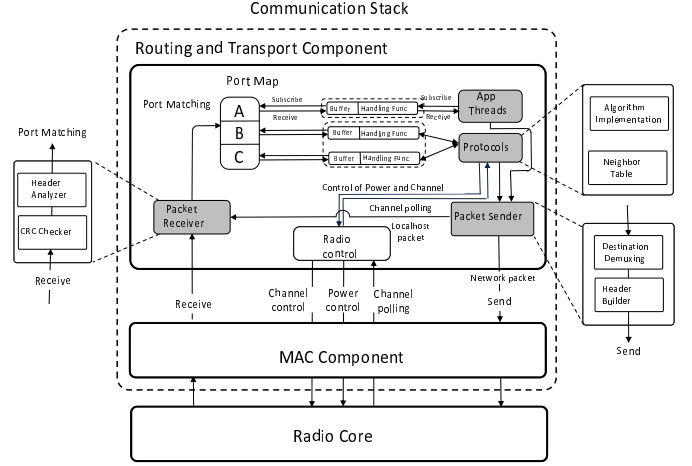 Communication Stack
Routing and Transport Component
Port Map
Port Matching
A
B
C
Subscribe
Receive
Buffer
Handling Func
Subscribe
Receive
App
Threads
Buffer
Handling Func
Buffer
Handling Func
Protocols
Algorithm
Implementation
Neighbor
Table
Port Matching
Header
Analyzer
CRC Checker
Receive
Packet
Receiver
Control of Power and Channel
Channel polling
Localhost
packet
Radio
control
Packet Sender
Destination
Demuxing
Header
Builder
Send
Receive
Channel
control
Power
control
Channel
polling
Network packet
Send
MAC Component
Radio Core